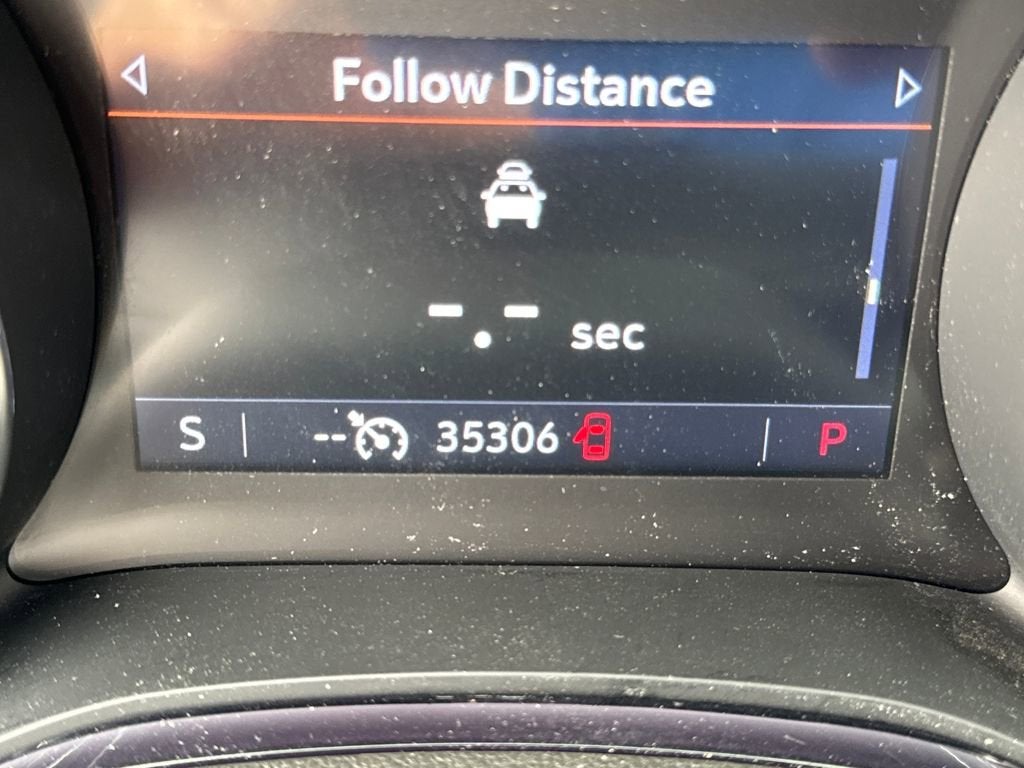 Follow Distance
-.- sec
S -- 35306 P